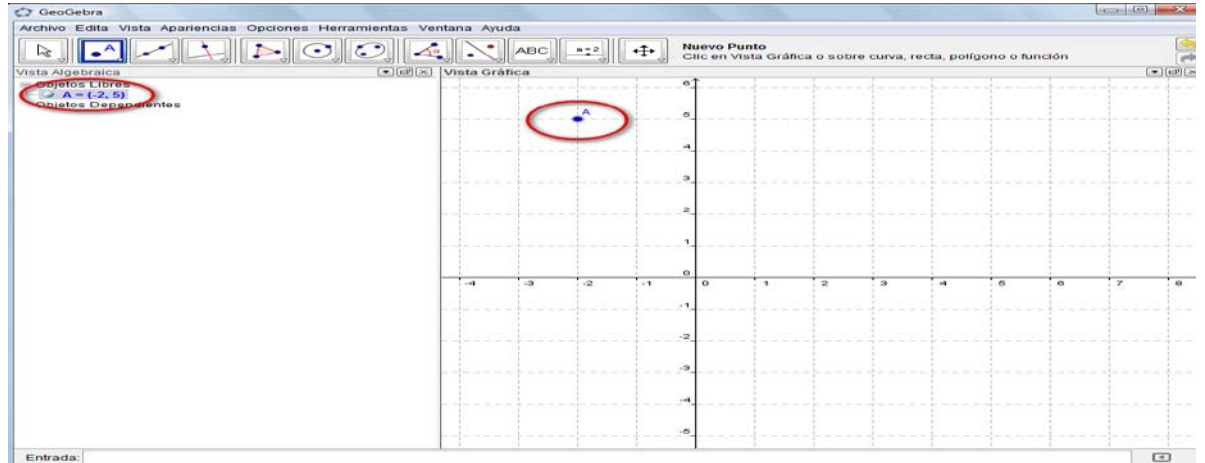 GeoGebra
Archivo Edita Vista Apariencias Opciones Herramientas Ventana Ayuda
A
ABC
a = 2
Nuevo Punto
Clic en Vista Gráfica o sobre curva, recta, polígono o función
Vista Algebraica
Vista Gráfica
Objetos Libres
A = (-2, 5)
Objetos Dependientes
A
6
5
4
3
2
1
0
-4 -3 -2 -1 0 1 2 3 4 5 6 7 8
-1
-2
-3
-4
-5
Entrada: